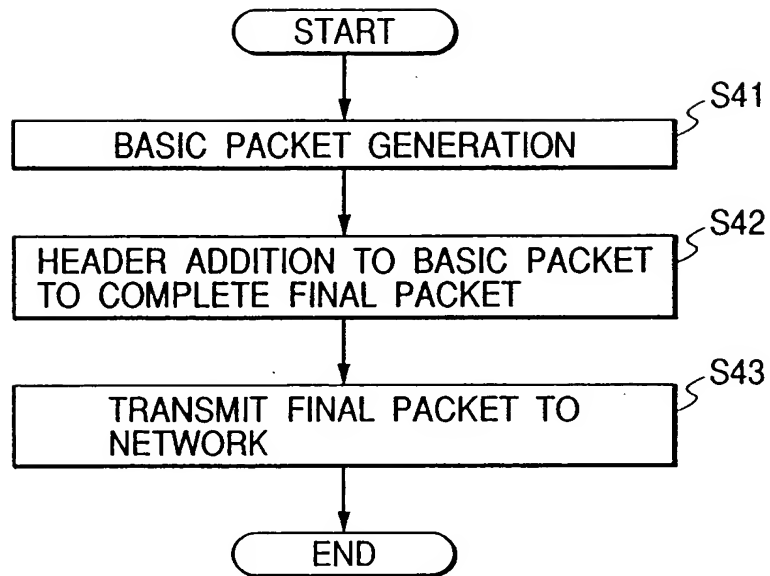 START
S41
BASIC PACKET GENERATION
S42
HEADER ADDITION TO BASIC PACKET
TO COMPLETE FINAL PACKET
S43
TRANSMIT FINAL PACKET TO
NETWORK
END